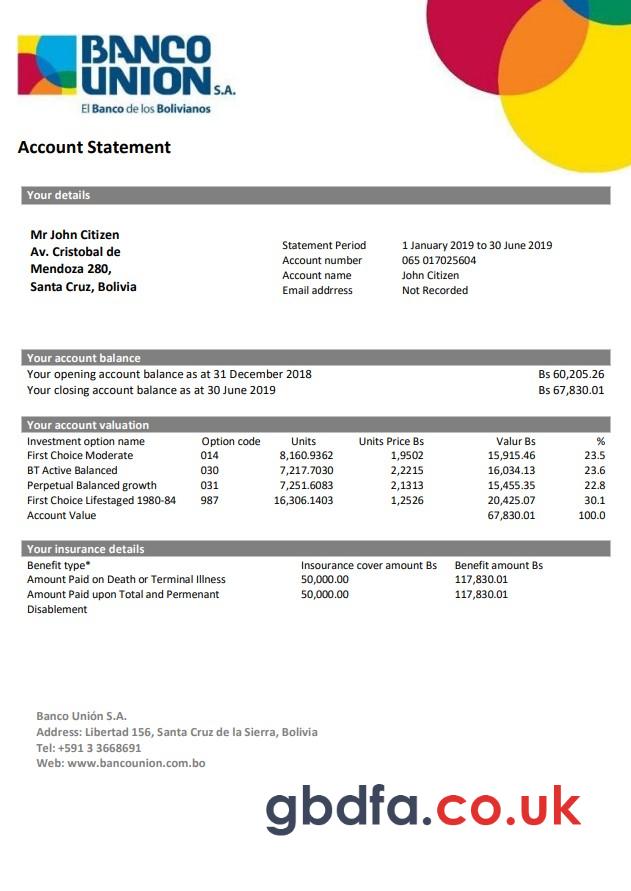 BANCO
UNION S.A.
El Banco de los Bolivianos
Account Statement
Your details
Mr John Citizen
Av. Cristobal de
Mendoza 280,
Santa Cruz, Bolivia
Statement Period 1 January 2019 to 30 June 2019
Account number 065 017025604
Account name John Citizen
Email adrress Not Recorded
Your account balance
Your opening account balance as at 31 December 2018 Bs 60,205.26
Your closing account balance as at 30 June 2019 Bs 67,830.01
Your account valuation
Investment option name Option code Units Units Price Bs Valur Bs %
First Choice Moderate 014 8,160.9362 1,9502 15,915.46 23.5
BT Active Balanced 030 7,217.7030 2,2215 16,034.13 23.6
Perpetual Balanced growth 031 7,251.6083 2,1313 15,455.35 22.8
First Choice Lifestaged 1980-84 987 16,306.1403 1,2526 20,425.07 30.1
Account Value 67,830.01 100.0
Your insurance details
Benefit type* Insourance cover amount Bs Benefit amount Bs
Amount Paid on Death or Terminal Illness 50,000.00 117,830.01
Amount Paid upon Total and Permenant 50,000.00 117,830.01
Disablement
Banco Unión S.A.
Address: Libertad 156, Santa Cruz de la Sierra, Bolivia
Tel: +591 3 3668691
Web: www.bancounion.com.bo
gbdfa.co.uk